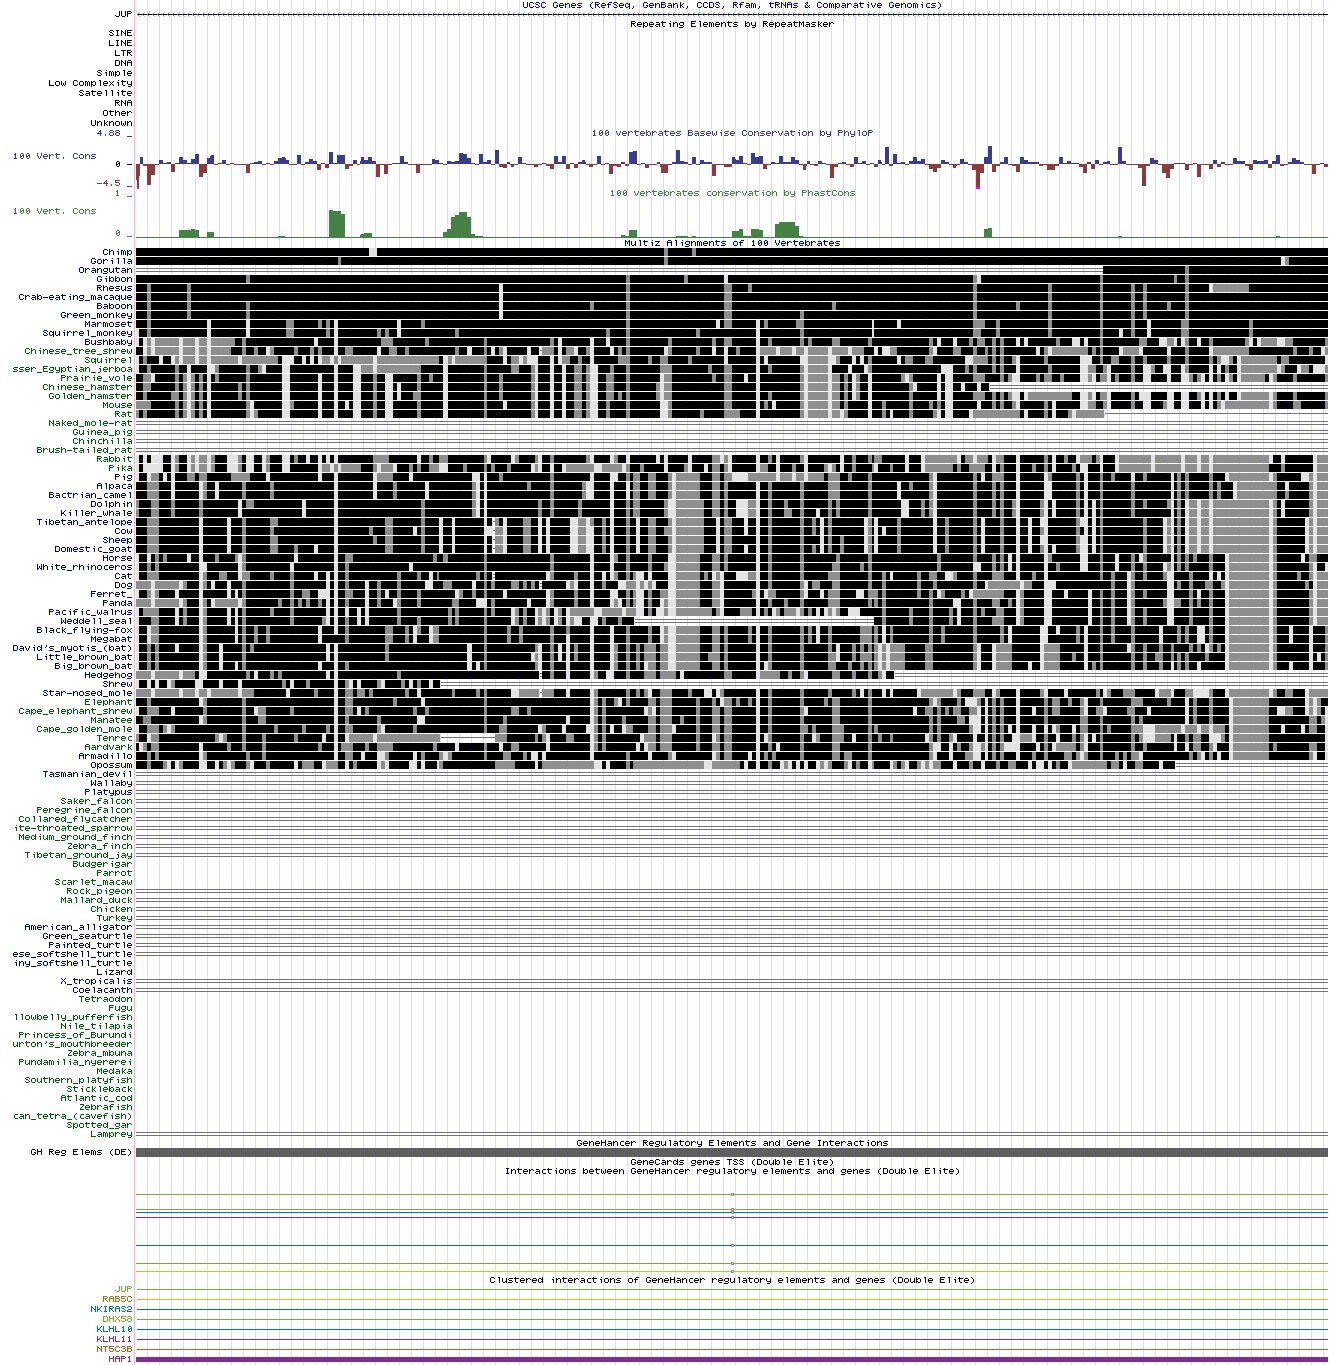 UCSC Genes (RefSeq, GenBank, CCDS, Rfam, tRNAs & Comparative Genomics)
JUP
Repeating Elements by RepeatMasker
SINE
LINE
LTR
DNA
Simple
Low Complexity
Satellite
RNA
Other
Unknown
4.88 _
100 vertebrates Basewise Conservation by PhyloP
100 Vert. Cons
0 _
-4.5 _
100 vertebrates conservation by PhastCons
1 _
100 Vert. Cons
0 _
Multiz Alignments of 100 Vertebrates
Chimp
Gorilla
Orangutan
Gibbon
Rhesus
Crab-eating_macaque
Baboon
Green_monkey
Marmoset
Squirrel_monkey
Bushbaby
Chinese_tree_shrew
Squirrel
sser_Egyptian_jerboa
Prairie_vole
Chinese_hamster
Golden_hamster
Mouse
Rat
Naked_mole-rat
Guinea_pig
Chinchilla
Brush-tailed_rat
Rabbit
Pika
Pig
Alpaca
Bactrian_camel
Dolphin
Killer_whale
Tibetan_antelope
Cow
Sheep
Domestic_goat
Horse
White_rhinoceros
Cat
Dog
Ferret_
Panda
Pacific_walrus
Weddell_seal
Black_flying-fox
Megabat
David's_myotis_(bat)
Little_brown_bat
Big_brown_bat
Hedgehog
Shrew
Star-nosed_mole
Elephant
Cape_elephant_shrew
Manatee
Cape_golden_mole
Tenrec
Aardvark
Armadillo
Opossum
Tasmanian_devil
Wallaby
Platypus
Saker_falcon
Peregrine_falcon
Collared_flycatcher
ite-throated_sparrow
Medium_ground_finch
Zebra_finch
Tibetan_ground_jay
Budgerigar
Parrot
Scarlet_macaw
Rock_pigeon
Mallard_duck
Chicken
Turkey
American_alligator
Green_seaturtle
Painted_turtle
ese_softshell_turtle
iny_softshell_turtle
Lizard
X_tropicalis
Coelacanth
Tetraodon
Fugu
llowbelly_pufferfish
Nile_tilapia
Princess_of_Burundi
urton's_mouthbreeder
Zebra_mbuna
Pundamilia_nyererei
Medaka
Southern_platyfish
Stickleback
Atlantic_cod
Zebrafish
can_tetra_(cavefish)
Spotted_gar
Lamprey
GeneHancer Regulatory Elements and Gene Interactions
GH Reg Elems (DE)
GeneCards genes TSS (Double Elite)
Interactions between GeneHancer regulatory elements and genes (Double Elite)
Clustered interactions of GeneHancer regulatory elements and genes (Double Elite)
JUP
RAB5C
NKIRAS2
DHX58
KLHL10
KLHL11
NT5C3B
HAP1